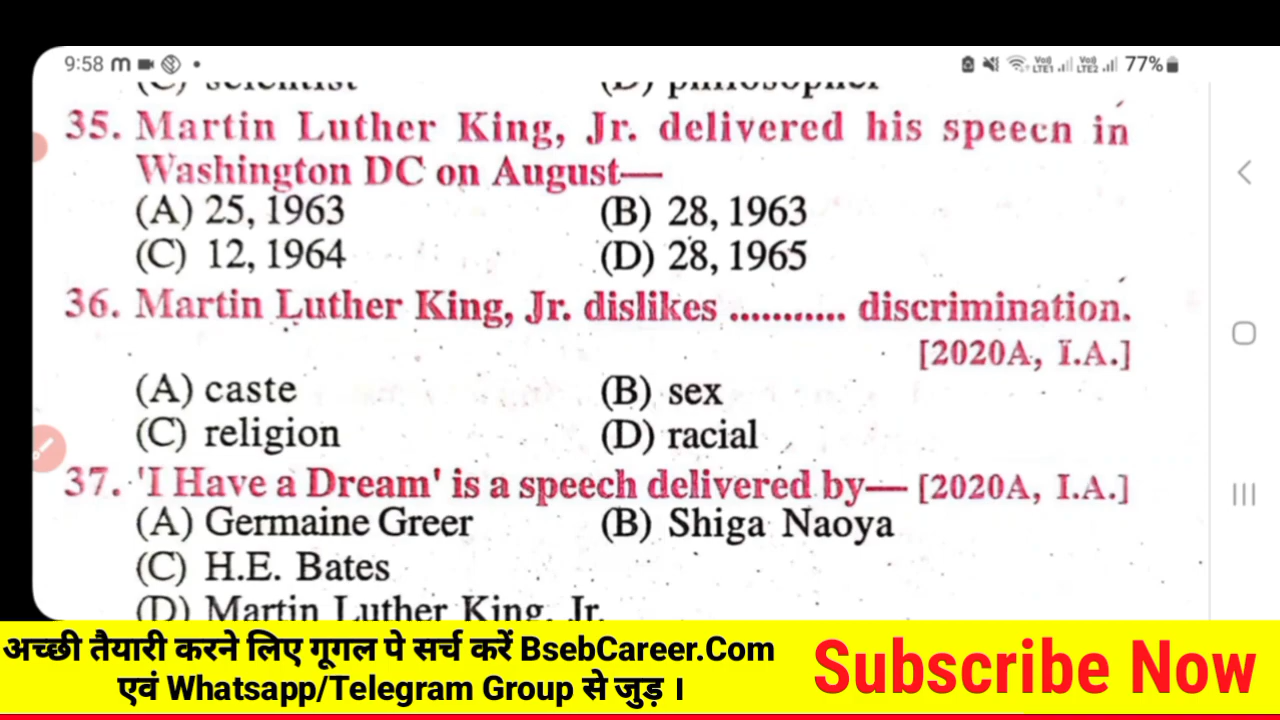 9:58 m
77%
(C) scientist (D) philosopher
35. Martin Luther King, Jr. delivered his speech in
Washington DC on August—
(A) 25, 1963 (B) 28, 1963
(C) 12, 1964 (D) 28, 1965
36. Martin Luther King, Jr. dislikes ........... discrimination.
[2020A, I.A.]
(A) caste (B) sex
(C) religion (D) racial
37. 'I Have a Dream' is a speech delivered by— [2020A, I.A.]
(A) Germaine Greer (B) Shiga Naoya
(C) H.E. Bates
(D) Martin Luther King, Jr.
अच्छी तैयारी करने लिए गूगल पे सर्च करें BsebCareer.Com
एवं Whatsapp/Telegram Group से जुड़ ।
Subscribe Now